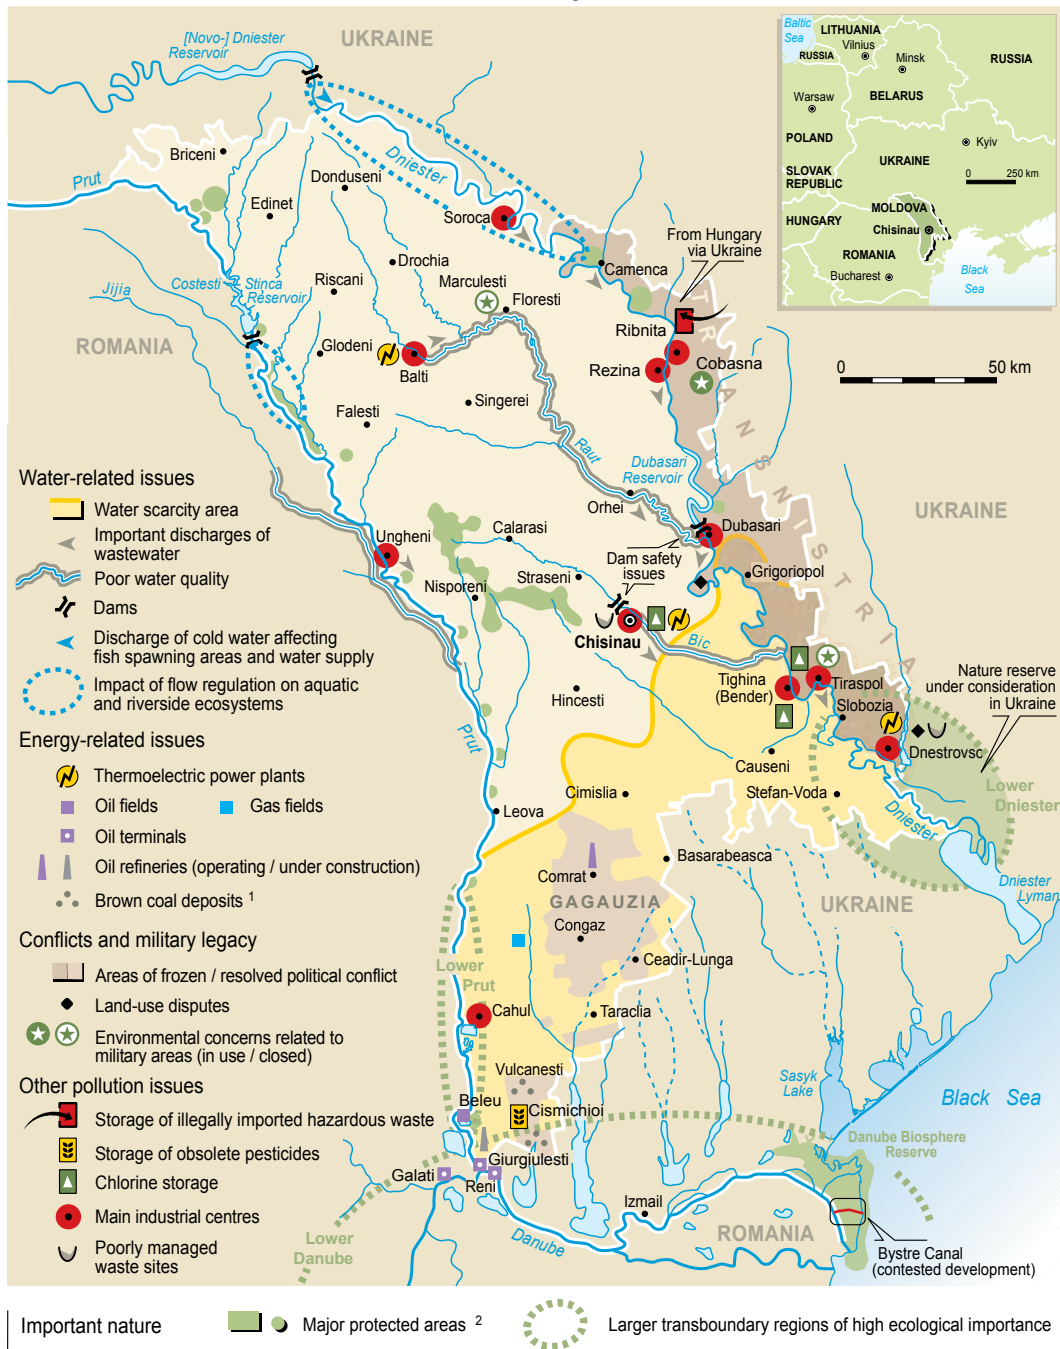 [Novo-] Dniester
Reservoir
UKRAINE
Baltic
Sea
LITHUANIA
Vilnius
RUSSIA
Minsk
RUSSIA
BELARUS
Warsaw
POLAND
Kyiv
UKRAINE
SLOVAK
REPUBLIC
0 250 km
HUNGARY
MOLDOVA
Chisinau
ROMANIA
Bucharest
Black
Sea
Briceni
Prut
Donduseni
Dniester
Edinet
Soroca
From Hungary
via Ukraine
Drochia
Camenca
Riscani
Marculesti
Floresti
Jijia
Costesti - Stinca
Reservoir
TRANSNISTRIA
Ribnita
ROMANIA
Glodeni
Balti
Rezina
Cobasna
0 50 km
Singerei
Falesti
Raut
Dubasari
Reservoir
Water-related issues
Water scarcity area
Important discharges of
wastewater
Poor water quality
Dams
Discharge of cold water affecting
fish spawning areas and water supply
Impact of flow regulation on aquatic
and riverside ecosystems
Orhei
UKRAINE
Ungheni
Calarasi
Dubasari
Dam safety
issues
Straseni
Grigoriopol
Nisporeni
Chisinau
Bic
Nature reserve
under consideration
in Ukraine
Tighina
(Bender)
Tiraspol
Slobozia
Hincesti
Prut
Dnestrovsc
Causeni
Cimislia
Stefan-Voda
Lower
Dniester
Leova
Dniester
Energy-related issues
Thermoelectric power plants
Oil fields
Gas fields
Oil terminals
Oil refineries (operating / under construction)
Brown coal deposits 1
Basarabeasca
Comrat
Dniester
Lyman
GAGAUZIA
UKRAINE
Congaz
Ceadir-Lunga
Lower
Prut
Conflicts and military legacy
Areas of frozen / resolved political conflict
Land-use disputes
Environmental concerns related to
military areas (in use / closed)
Cahul
Taraclia
Vulcanesti
Sasyk
Lake
Black Sea
Beleu
Cismichioi
Danube Biosphere
Reserve
Other pollution issues
Storage of illegally imported hazardous waste
Storage of obsolete pesticides
Chlorine storage
Main industrial centres
Poorly managed
waste sites
Giurgiulesti
Galati
Reni
Izmail
Lower
Danube
Danube
ROMANIA
Bystre Canal
(contested development)
Important nature
Major protected areas 2
Larger transboundary regions of high ecological importance